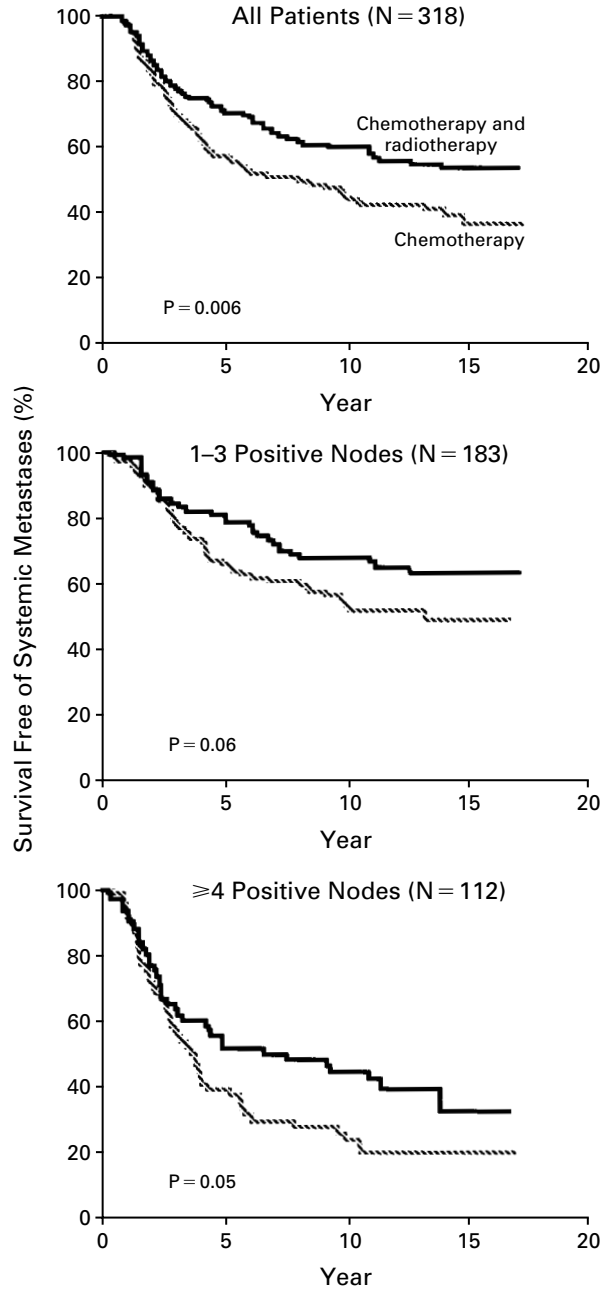 All Patients (N = 318)
100
80
60
40
20
0
Chemotherapy and
radiotherapy
Chemotherapy
P = 0.006
0 5 10 15 20
Year
Survival Free of Systemic Metastases (%)
1–3 Positive Nodes (N = 183)
100
80
60
40
20
0
P = 0.06
0 5 10 15 20
Year
≥4 Positive Nodes (N = 112)
100
80
60
40
20
0
P = 0.05
0 5 10 15 20
Year